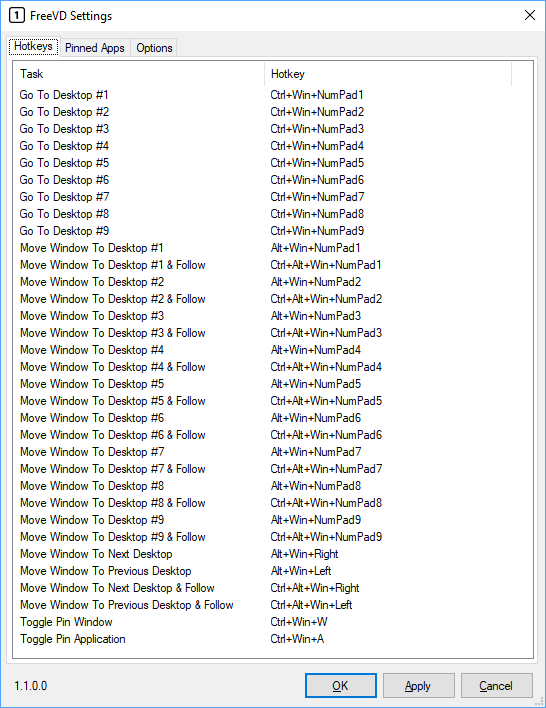 1 FreeVD Settings
Hotkeys Pinned Apps Options
Task Hotkey
Go To Desktop #1 Ctrl+Win+NumPad1
Go To Desktop #2 Ctrl+Win+NumPad2
Go To Desktop #3 Ctrl+Win+NumPad3
Go To Desktop #4 Ctrl+Win+NumPad4
Go To Desktop #5 Ctrl+Win+NumPad5
Go To Desktop #6 Ctrl+Win+NumPad6
Go To Desktop #7 Ctrl+Win+NumPad7
Go To Desktop #8 Ctrl+Win+NumPad8
Go To Desktop #9 Ctrl+Win+NumPad9
Move Window To Desktop #1 Alt+Win+NumPad1
Move Window To Desktop #1 & Follow Ctrl+Alt+Win+NumPad1
Move Window To Desktop #2 Alt+Win+NumPad2
Move Window To Desktop #2 & Follow Ctrl+Alt+Win+NumPad2
Move Window To Desktop #3 Alt+Win+NumPad3
Move Window To Desktop #3 & Follow Ctrl+Alt+Win+NumPad3
Move Window To Desktop #4 Alt+Win+NumPad4
Move Window To Desktop #4 & Follow Ctrl+Alt+Win+NumPad4
Move Window To Desktop #5 Alt+Win+NumPad5
Move Window To Desktop #5 & Follow Ctrl+Alt+Win+NumPad5
Move Window To Desktop #6 Alt+Win+NumPad6
Move Window To Desktop #6 & Follow Ctrl+Alt+Win+NumPad6
Move Window To Desktop #7 Alt+Win+NumPad7
Move Window To Desktop #7 & Follow Ctrl+Alt+Win+NumPad7
Move Window To Desktop #8 Alt+Win+NumPad8
Move Window To Desktop #8 & Follow Ctrl+Alt+Win+NumPad8
Move Window To Desktop #9 Alt+Win+NumPad9
Move Window To Desktop #9 & Follow Ctrl+Alt+Win+NumPad9
Move Window To Next Desktop Alt+Win+Right
Move Window To Previous Desktop Alt+Win+Left
Move Window To Next Desktop & Follow Ctrl+Alt+Win+Right
Move Window To Previous Desktop & Follow Ctrl+Alt+Win+Left
Toggle Pin Window Ctrl+Win+W
Toggle Pin Application Ctrl+Win+A
1.1.0.0 OK Apply Cancel